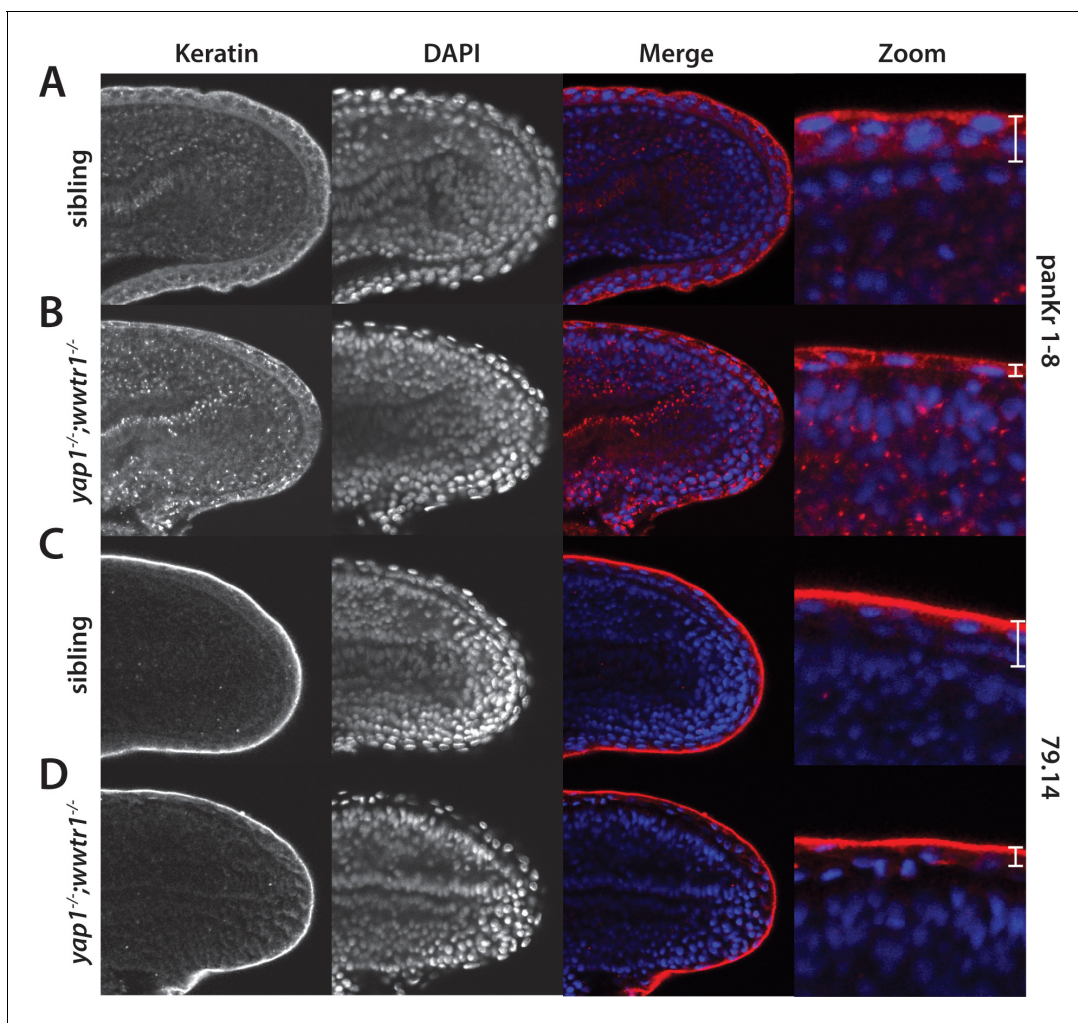 Keratin DAPI Merge Zoom
A
sibling
B
yap1-/-;wwtr1-/-
panKr 1-8
C
sibling
D
yap1-/-;wwtr1-/-
79.14